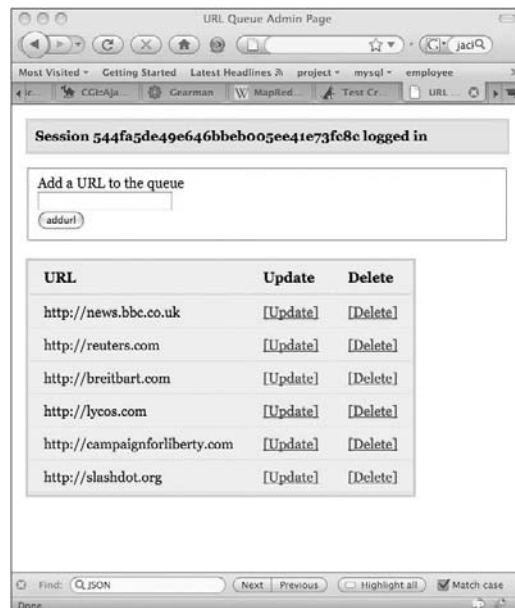 URL Queue Admin Page
jaclQ
Most Visited Getting Started Latest Headlines project mysql employee
CGI:Aja... Gearman W MapRed... Test Cr... URL ...
Session 544fa5de49e646bbeb005ee41e73fc8c logged in
Add a URL to the queue
addurl
URL Update Delete
http://news.bbc.co.uk [Update] [Delete]
http://reuters.com [Update] [Delete]
http://breitbart.com [Update] [Delete]
http://lycos.com [Update] [Delete]
http://campaignforliberty.com [Update] [Delete]
http://slashdot.org [Update] [Delete]
Find: JSON Next Previous Highlight all Match case
Done